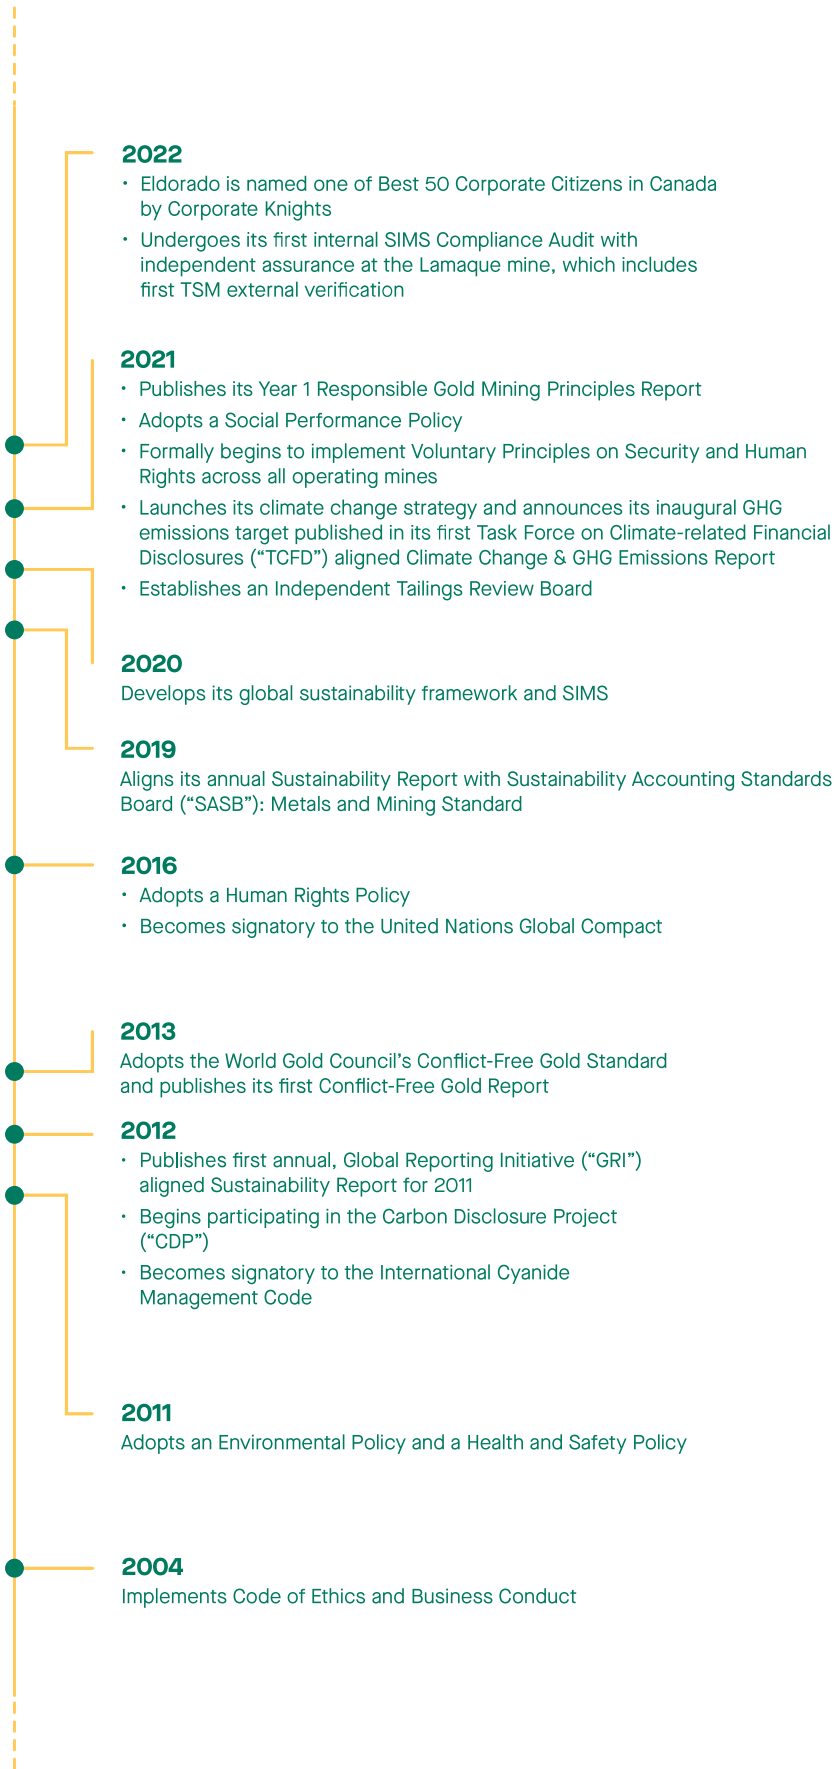 2022
• Eldorado is named one of Best 50 Corporate Citizens in Canada
by Corporate Knights
• Undergoes its first internal SIMS Compliance Audit with
independent assurance at the Lamaque mine, which includes
first TSM external verification
2021
• Publishes its Year 1 Responsible Gold Mining Principles Report
• Adopts a Social Performance Policy
• Formally begins to implement Voluntary Principles on Security and Human
Rights across all operating mines
• Launches its climate change strategy and announces its inaugural GHG
emissions target published in its first Task Force on Climate-related Financial
Disclosures (“TCFD”) aligned Climate Change & GHG Emissions Report
• Establishes an Independent Tailings Review Board
2020
Develops its global sustainability framework and SIMS
2019
Aligns its annual Sustainability Report with Sustainability Accounting Standards
Board (“SASB”): Metals and Mining Standard
2016
• Adopts a Human Rights Policy
• Becomes signatory to the United Nations Global Compact
2013
Adopts the World Gold Council’s Conflict-Free Gold Standard
and publishes its first Conflict-Free Gold Report
2012
• Publishes first annual, Global Reporting Initiative (“GRI”)
aligned Sustainability Report for 2011
• Begins participating in the Carbon Disclosure Project
(“CDP”)
• Becomes signatory to the International Cyanide
Management Code
2011
Adopts an Environmental Policy and a Health and Safety Policy
2004
Implements Code of Ethics and Business Conduct